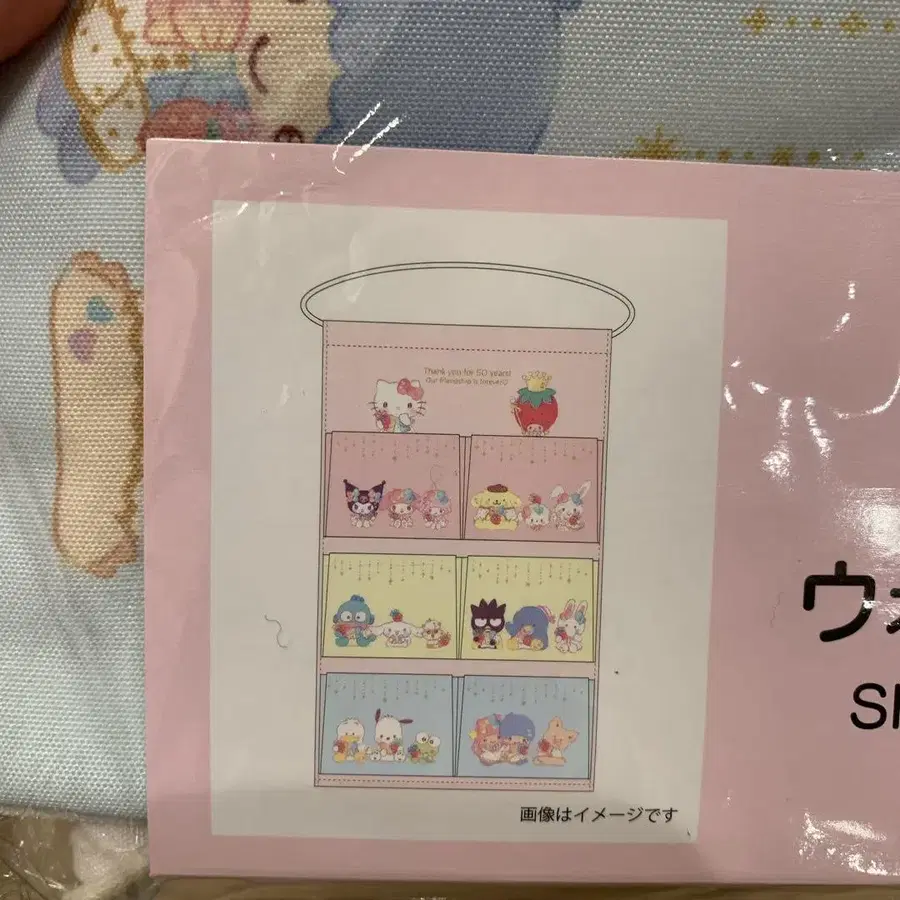 Thank you for 50 years!
Our friendship is forever♡
ウォ
画像はイメージです